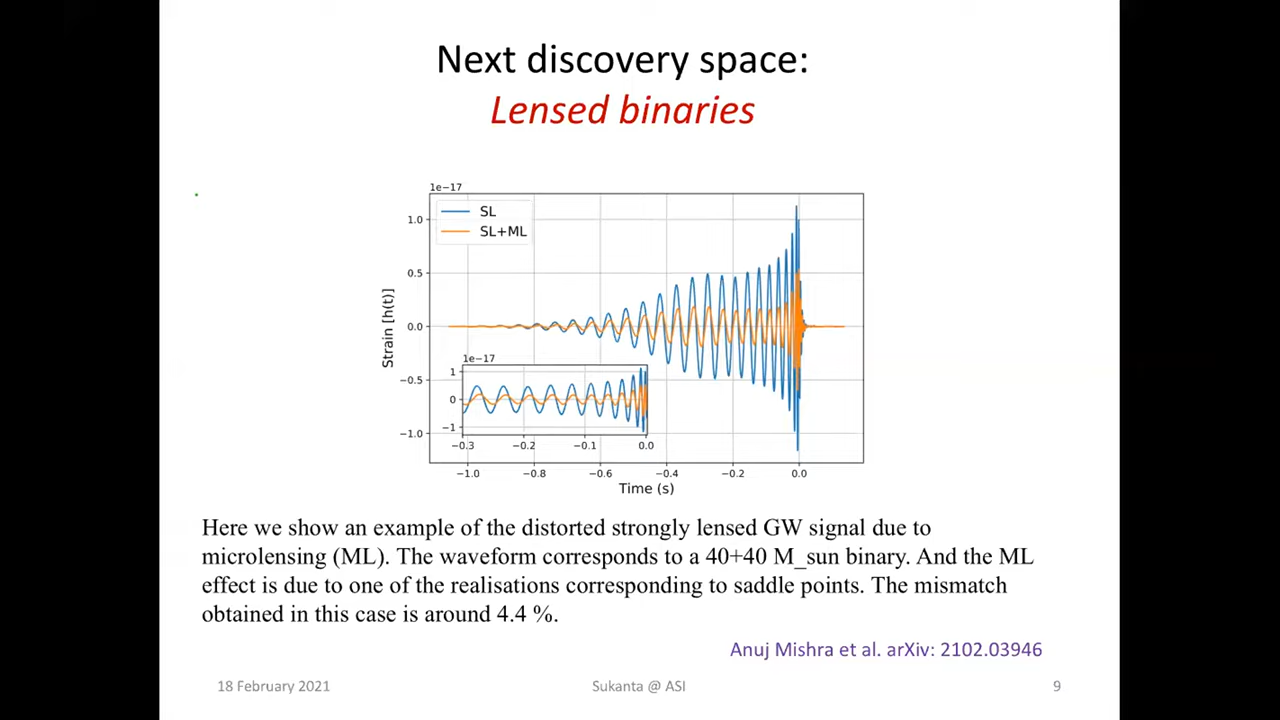 Next discovery space:
Lensed binaries
1e−17
SL
SL+ML
1.0
0.5
0.0
−0.5
−1.0
Strain [h(t)]
1e−17
1
0
−1
−0.3 −0.2 −0.1 0.0
−1.0 −0.8 −0.6 −0.4 −0.2 0.0
Time (s)
Here we show an example of the distorted strongly lensed GW signal due to
microlensing (ML). The waveform corresponds to a 40+40 M_sun binary. And the ML
effect is due to one of the realisations corresponding to saddle points. The mismatch
obtained in this case is around 4.4 %.
Anuj Mishra et al. arXiv: 2102.03946
18 February 2021 Sukanta @ ASI 9